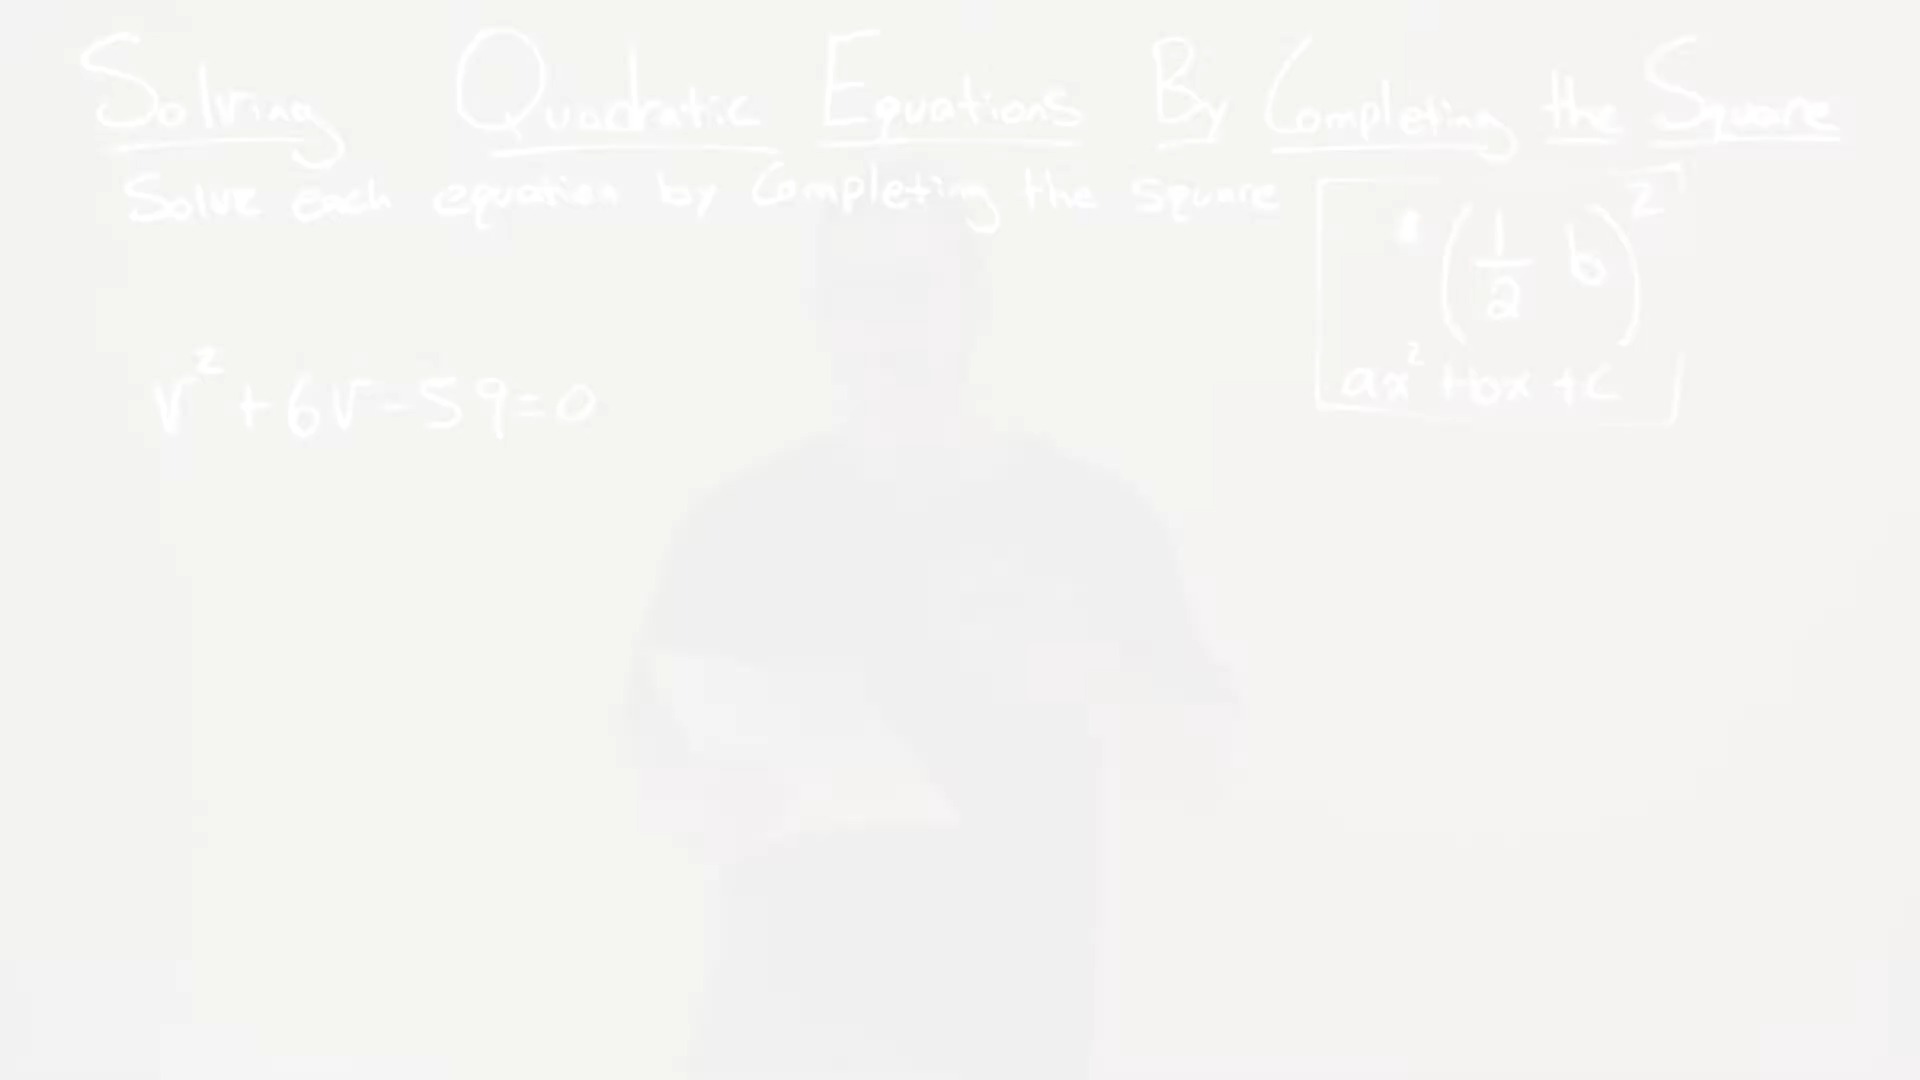 Solving Quadratic Equations By Completing the Square
Solve each equation by Completing the square
(1/2 b)²
ax² + bx + c
v² + 6v - 59 = 0